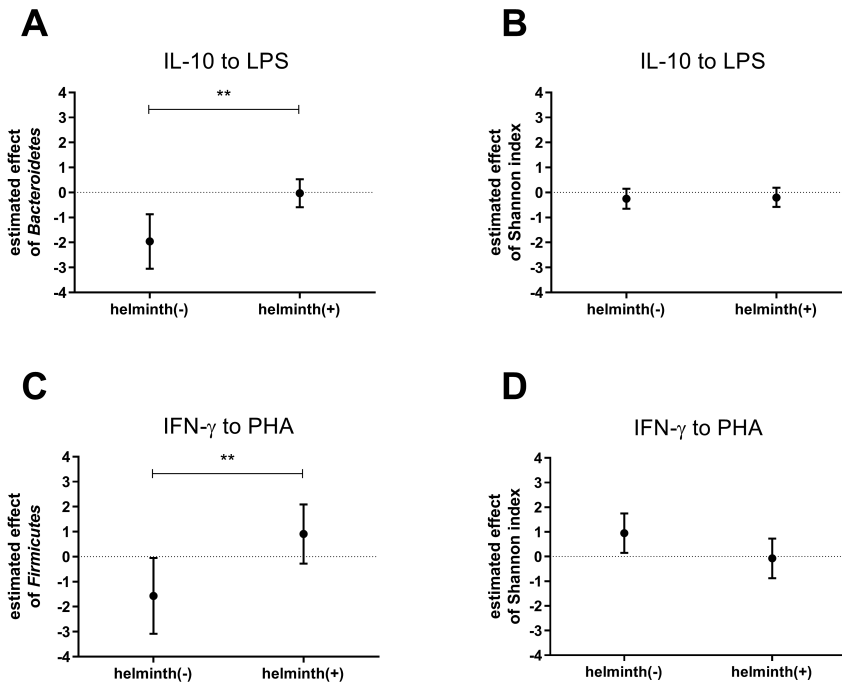 A
IL-10 to LPS
estimated effect
of Bacteroidetes
4
3
2
1
0
-1
-2
-3
-4
**
helminth(-)
helminth(+)
B
IL-10 to LPS
estimated effect
of Shannon index
4
3
2
1
0
-1
-2
-3
-4
helminth(-)
helminth(+)
C
IFN-γ to PHA
estimated effect
of Firmicutes
4
3
2
1
0
-1
-2
-3
-4
**
helminth(-)
helminth(+)
D
IFN-γ to PHA
estimated effect
of Shannon index
4
3
2
1
0
-1
-2
-3
-4
helminth(-)
helminth(+)